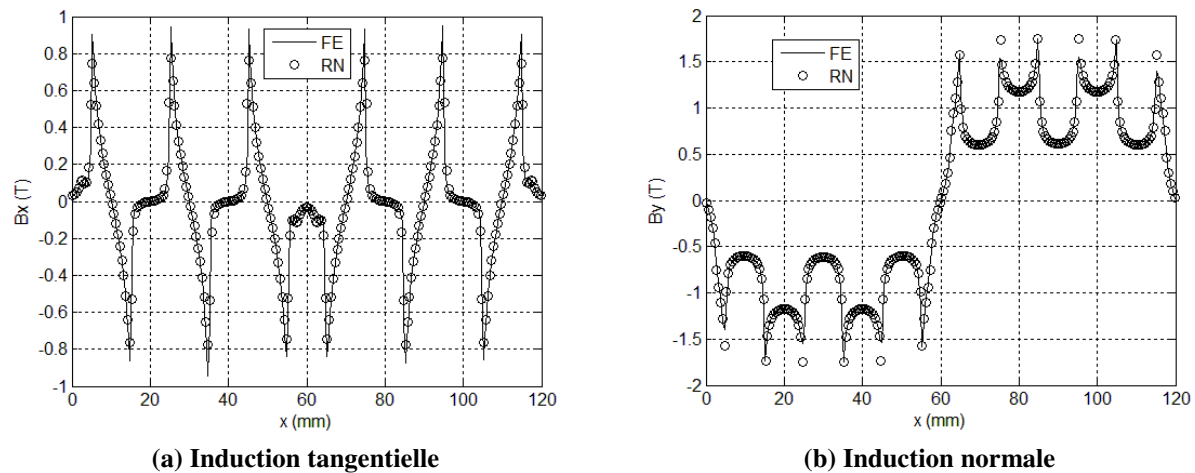 1
0.8
0.6
0.4
0.2
0
-0.2
-0.4
-0.6
-0.8
-1
Bx (T)
FE
RN
0 20 40 60 80 100 120
x (mm)
(a) Induction tangentielle
2
1.5
1
0.5
0
-0.5
-1
-1.5
-2
By (T)
FE
RN
0 20 40 60 80 100 120
x (mm)
(b) Induction normale